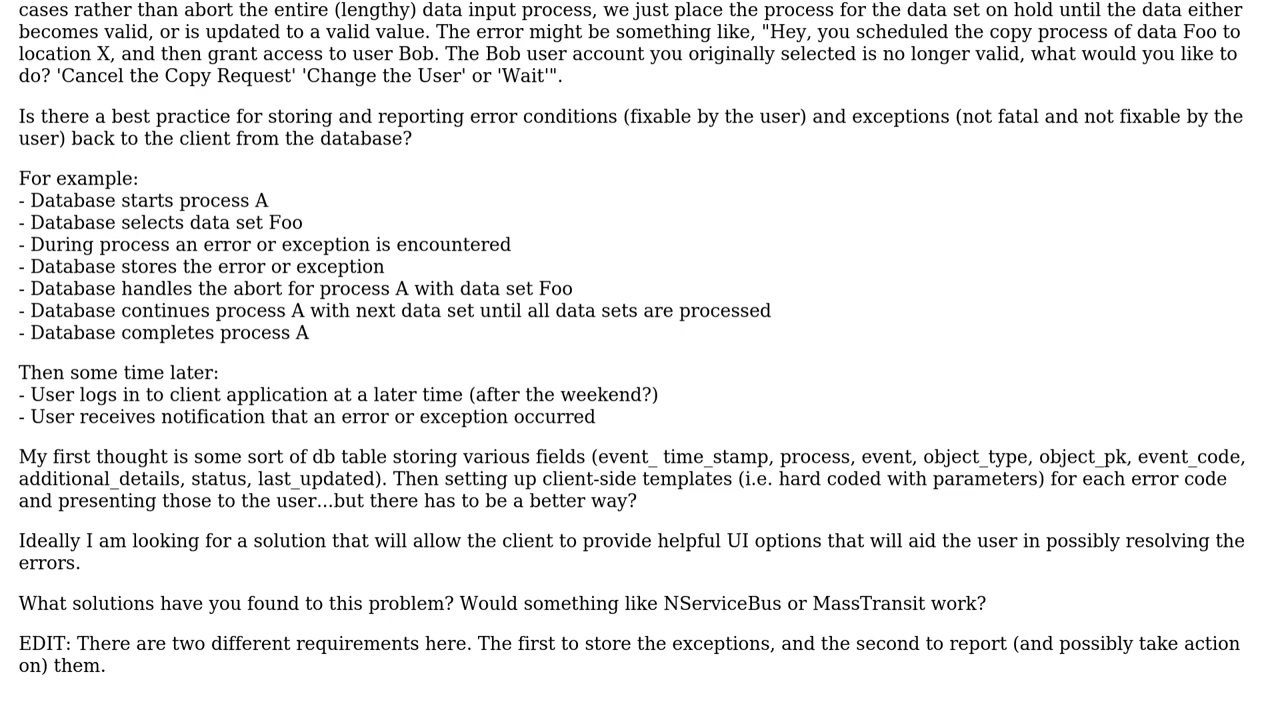 cases rather than abort the entire (lengthy) data input process, we just place the process for the data set on hold until the data either
becomes valid, or is updated to a valid value. The error might be something like, "Hey, you scheduled the copy process of data Foo to
location X, and then grant access to user Bob. The Bob user account you originally selected is no longer valid, what would you like to
do? 'Cancel the Copy Request' 'Change the User' or 'Wait'".
Is there a best practice for storing and reporting error conditions (fixable by the user) and exceptions (not fatal and not fixable by the
user) back to the client from the database?
For example:
- Database starts process A
- Database selects data set Foo
- During process an error or exception is encountered
- Database stores the error or exception
- Database handles the abort for process A with data set Foo
- Database continues process A with next data set until all data sets are processed
- Database completes process A
Then some time later:
- User logs in to client application at a later time (after the weekend?)
- User receives notification that an error or exception occurred
My first thought is some sort of db table storing various fields (event_ time_stamp, process, event, object_type, object_pk, event_code,
additional_details, status, last_updated). Then setting up client-side templates (i.e. hard coded with parameters) for each error code
and presenting those to the user...but there has to be a better way?
Ideally I am looking for a solution that will allow the client to provide helpful UI options that will aid the user in possibly resolving the
errors.
What solutions have you found to this problem? Would something like NServiceBus or MassTransit work?
EDIT: There are two different requirements here. The first to store the exceptions, and the second to report (and possibly take action
on) them.